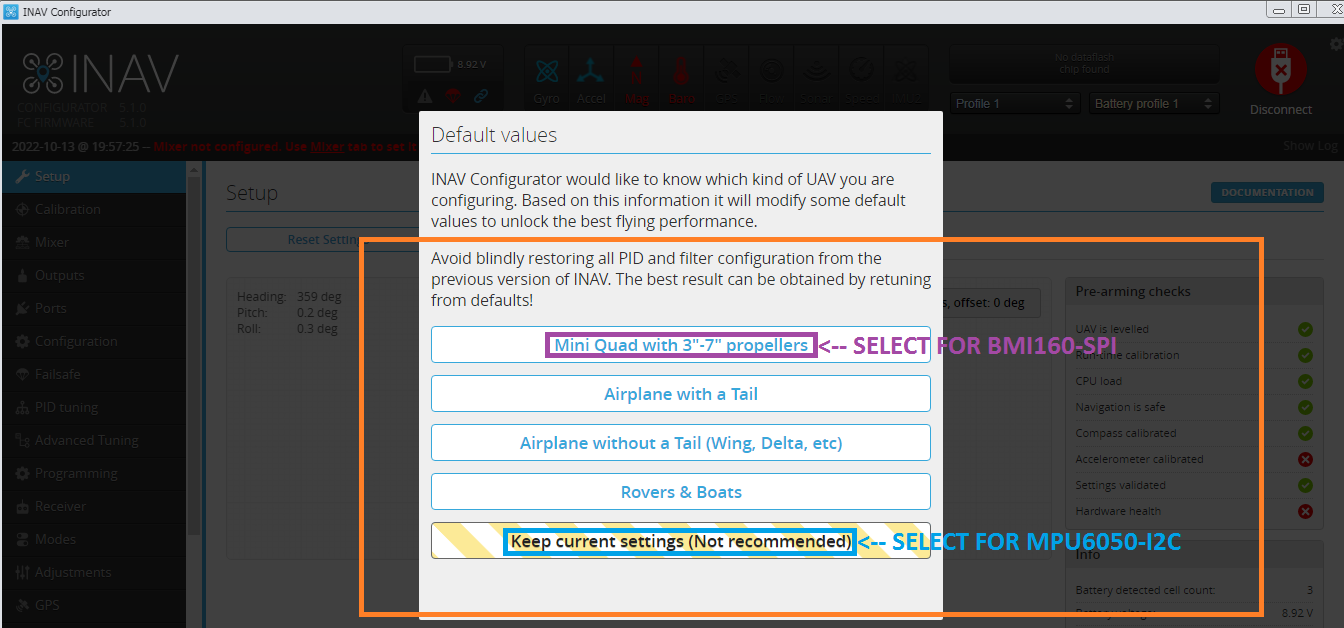 INAV Configurator
INAV
CONFIGURATOR 5.1.0
FC FIRMWARE 5.1.0
8.92 V
Gyro Accel Mag Baro
No dataflash
chip found
Profile 1 Battery profile 1
Disconnect
2022-10-13 @ 19:57:25 -- Mixer not configured. Use Mixer tab to set it
Show Log
Setup
Calibration
Mixer
Outputs
Ports
Configuration
Failsafe
PID tuning
Advanced Tuning
Programming
Receiver
Modes
Adjustments
GPS
Setup
DOCUMENTATION
Reset Settings
Heading: 359 deg
Pitch: 0.2 deg
Roll: 0.3 deg
Default values
INAV Configurator would like to know which kind of UAV you are
configuring. Based on this information it will modify some default
values to unlock the best flying performance.
Avoid blindly restoring all PID and filter configuration from the
previous version of INAV. The best result can be obtained by retuning
from defaults!
Mini Quad with 3"-7" propellers <-- SELECT FOR BMI160-SPI
Airplane with a Tail
Airplane without a Tail (Wing, Delta, etc)
Rovers & Boats
Keep current settings (Not recommended) <-- SELECT FOR MPU6050-I2C
s, offset: 0 deg
Pre-arming checks
UAV is levelled
Run-time calibration
CPU load
Navigation is safe
Compass calibrated
Accelerometer calibrated
Settings validated
Hardware health
Info
Battery detected cell count: 3
Battery voltage: 8.92 V